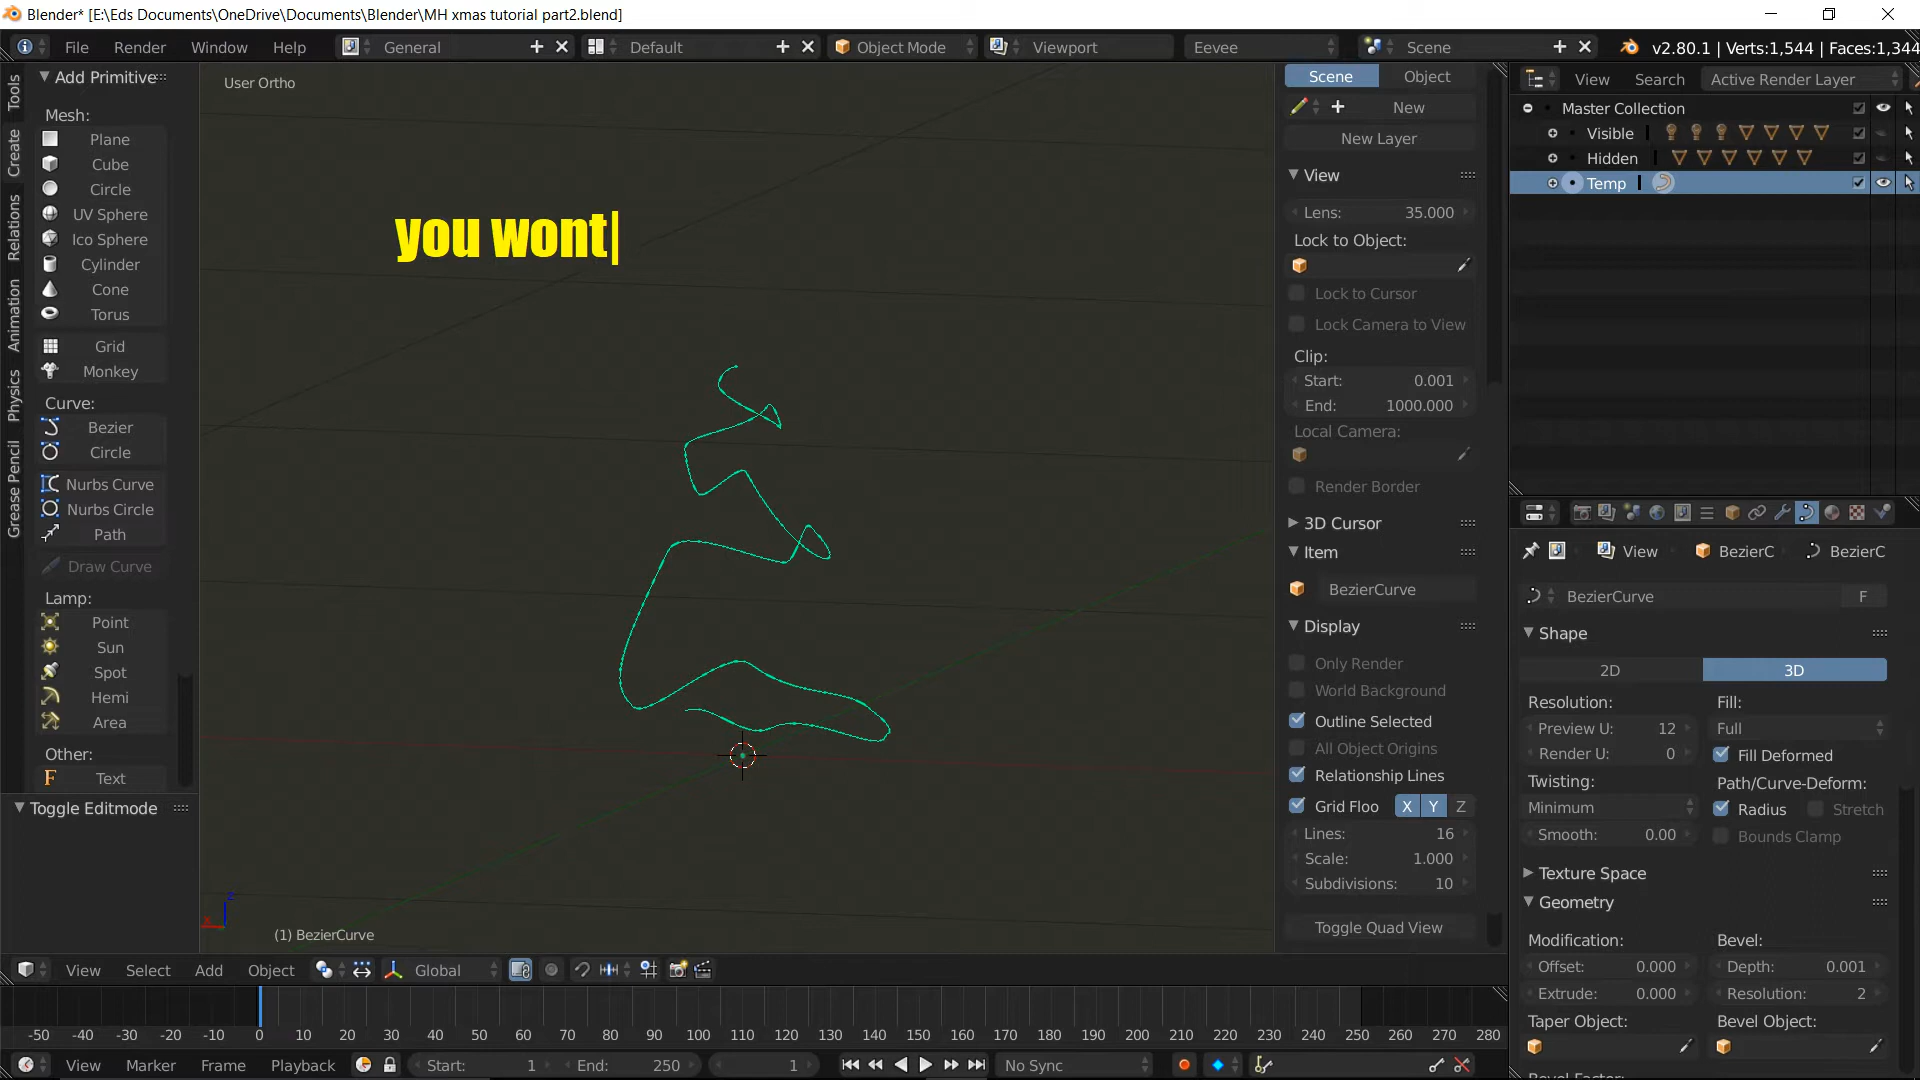 Blender* [E:\Eds Documents\OneDrive\Documents\Blender\MH xmas tutorial part2.blend]
File Render Window Help General Default Object Mode Viewport Eevee Scene v2.80.1 | Verts:1,544 | Faces:1,344
Tools
Create
Relations
Animation
Physics
Grease Pencil
Add Primitive
Mesh:
Plane
Cube
Circle
UV Sphere
Ico Sphere
Cylinder
Cone
Torus
Grid
Monkey
Curve:
Bezier
Circle
Nurbs Curve
Nurbs Circle
Path
Draw Curve
Lamp:
Point
Sun
Spot
Hemi
Area
Other:
F Text
Toggle Editmode
User Ortho
you wont|
(1) BezierCurve
Scene Object
New
New Layer
View
Lens: 35.000
Lock to Object:
Lock to Cursor
Lock Camera to View
Clip:
Start: 0.001
End: 1000.000
Local Camera:
Render Border
3D Cursor
Item
BezierCurve
Display
Only Render
World Background
Outline Selected
All Object Origins
Relationship Lines
Grid Floo X Y Z
Lines: 16
Scale: 1.000
Subdivisions: 10
Toggle Quad View
View Search Active Render Layer
Master Collection
Visible
Hidden
Temp
View BezierC BezierC
BezierCurve F
Shape
2D 3D
Resolution: Fill:
Preview U: 12 Full
Render U: 0 Fill Deformed
Twisting: Path/Curve-Deform:
Minimum Radius Stretch
Smooth: 0.00 Bounds Clamp
Texture Space
Geometry
Modification: Bevel:
Offset: 0.000 Depth: 0.001
Extrude: 0.000 Resolution: 2
Taper Object: Bevel Object:
View Select Add Object Global
-50 -40 -30 -20 -10 0 10 20 30 40 50 60 70 80 90 100 110 120 130 140 150 160 170 180 190 200 210 220 230 240 250 260 270 280
View Marker Frame Playback Start: 1 End: 250 1 No Sync